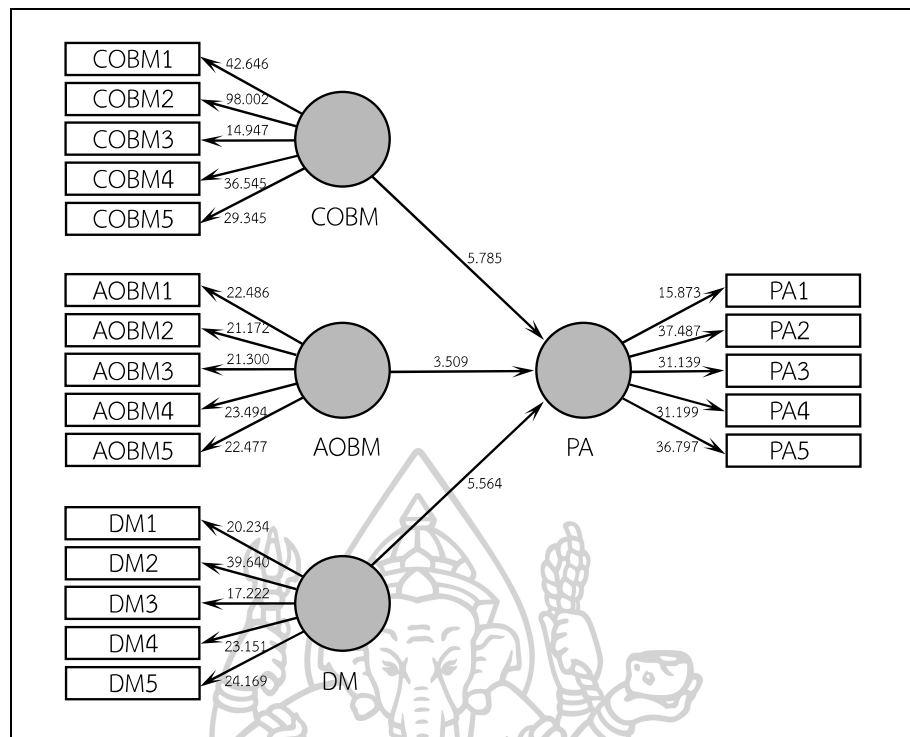 COBM1
42.646
COBM2
98.002
COBM3
14.947
COBM4
36.545
COBM5
29.345
COBM
5.785
AOBM1
22.486
AOBM2
21.172
AOBM3
21.300
AOBM4
23.494
AOBM5
22.477
AOBM
3.509
PA
15.873
PA1
37.487
PA2
31.139
PA3
31.199
PA4
36.797
PA5
5.564
DM1
20.234
DM2
39.640
DM3
17.222
DM4
23.151
DM5
24.169
DM